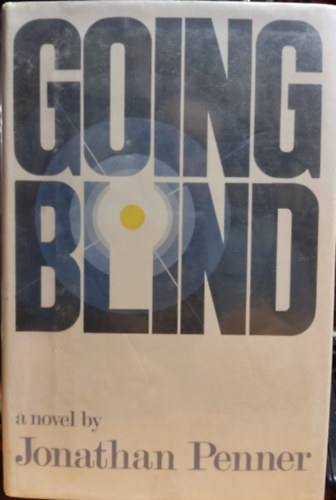 GOING
BLIND
a novel by
Jonathan Penner